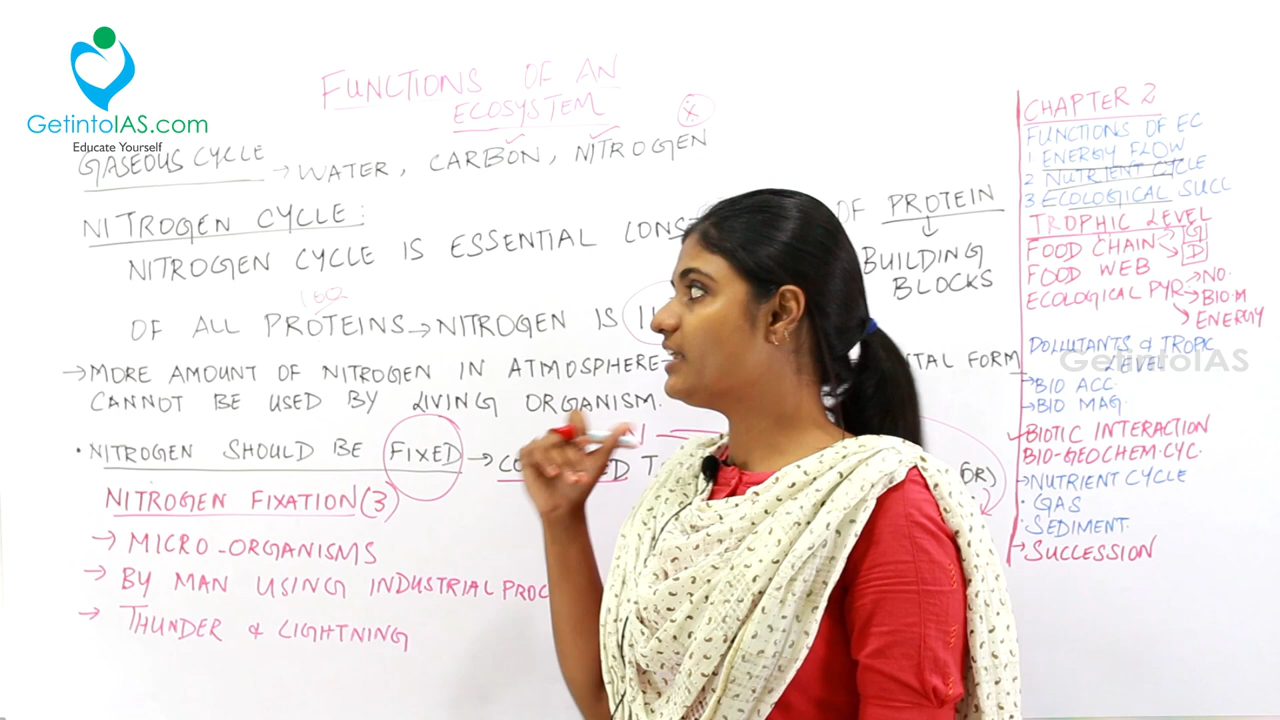 GetintoIAS.com
Educate Yourself
FUNCTIONS OF AN
ECOSYSTEM
GASEOUS CYCLE → WATER, CARBON, NITROGEN
NITROGEN CYCLE:
NITROGEN CYCLE IS ESSENTIAL OF PROTEIN
BUILDING
BLOCKS
OF ALL PROTEINS → NITROGEN IS
→ MORE AMOUNT OF NITROGEN IN ATMOSPHERE FORM
CANNOT BE USED BY LIVING ORGANISM.
• NITROGEN SHOULD BE FIXED →
NITROGEN FIXATION (3)
→ MICRO-ORGANISMS
→ BY MAN USING INDUSTRIAL
→ THUNDER & LIGHTNING
CHAPTER 2
FUNCTIONS OF EC
1 ENERGY FLOW
2 NUTRIENT CYCLE
3 ECOLOGICAL SUCC
TROPHIC LEVEL
FOOD CHAIN G
D
FOOD WEB
ECOLOGICAL PYR → NO.
→ BIO.M
→ ENERGY
POLLUTANTS & TROPIC
LEVEL
GetintoIAS
→ BIO ACC.
→ BIO MAG.
BIOTIC INTERACTION
BIO-GEOCHEM.CYC.
→ NUTRIENT CYCLE
• GAS
• SEDIMENT.
→ SUCCESSION